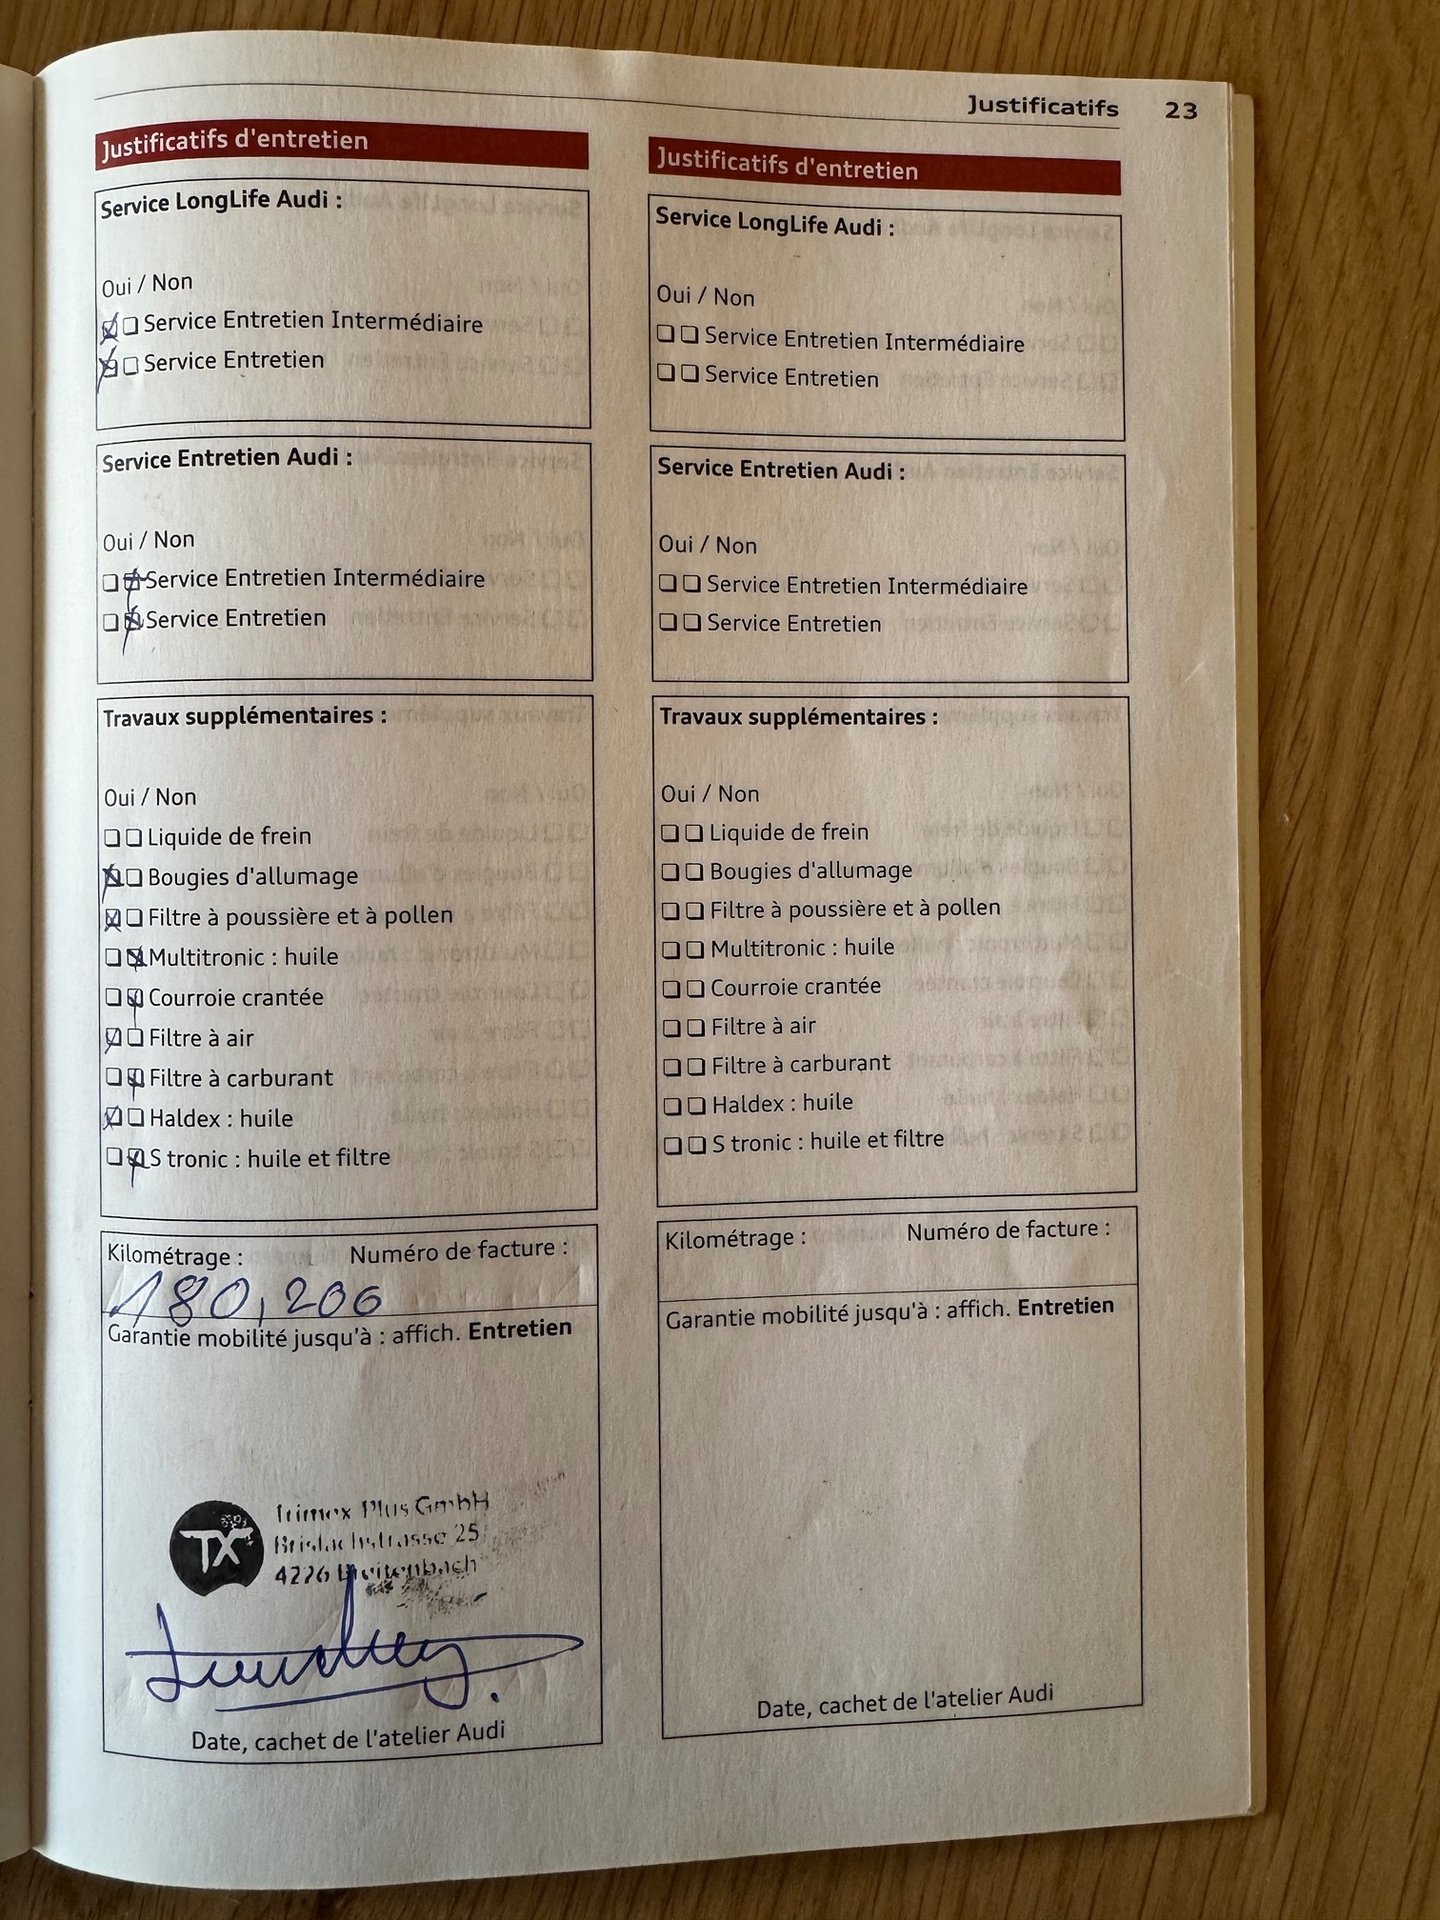 Justificatifs 23
Justificatifs d'entretien
Service LongLife Audi :
Oui / Non
Service Entretien Intermédiaire
Service Entretien
Service Entretien Audi :
Oui / Non
Service Entretien Intermédiaire
Service Entretien
Travaux supplémentaires :
Oui / Non
Liquide de frein
Bougies d'allumage
Filtre à poussière et à pollen
Multitronic : huile
Courroie crantée
Filtre à air
Filtre à carburant
Haldex : huile
S tronic : huile et filtre
Kilométrage : Numéro de facture :
180,206
Garantie mobilité jusqu'à : affich. Entretien
TX
Trimex Plus GmbH
Brislachstrasse 25
4226 Breitenbach
Date, cachet de l'atelier Audi
Justificatifs d'entretien
Service LongLife Audi :
Oui / Non
Service Entretien Intermédiaire
Service Entretien
Service Entretien Audi :
Oui / Non
Service Entretien Intermédiaire
Service Entretien
Travaux supplémentaires :
Oui / Non
Liquide de frein
Bougies d'allumage
Filtre à poussière et à pollen
Multitronic : huile
Courroie crantée
Filtre à air
Filtre à carburant
Haldex : huile
S tronic : huile et filtre
Kilométrage : Numéro de facture :
Garantie mobilité jusqu'à : affich. Entretien
Date, cachet de l'atelier Audi